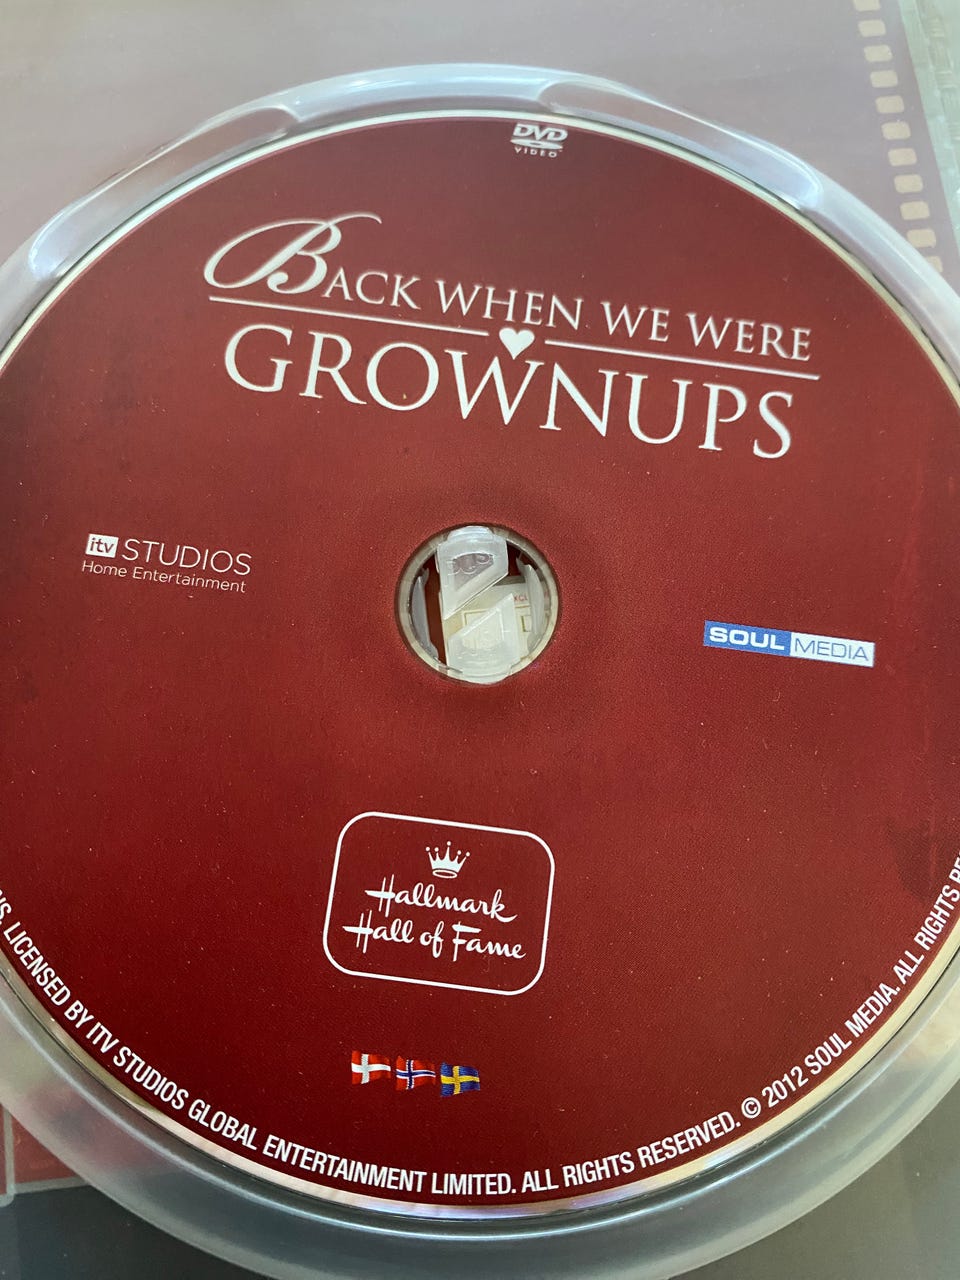 DVD
VIDEO
BACK WHEN WE WERE
GROWNUPS
itv STUDIOS
Home Entertainment
SOUL MEDIA
Hallmark
Hall of Fame
LICENSED BY ITV STUDIOS GLOBAL ENTERTAINMENT LIMITED. ALL RIGHTS RESERVED. © 2012 SOUL MEDIA. ALL RIGHTS